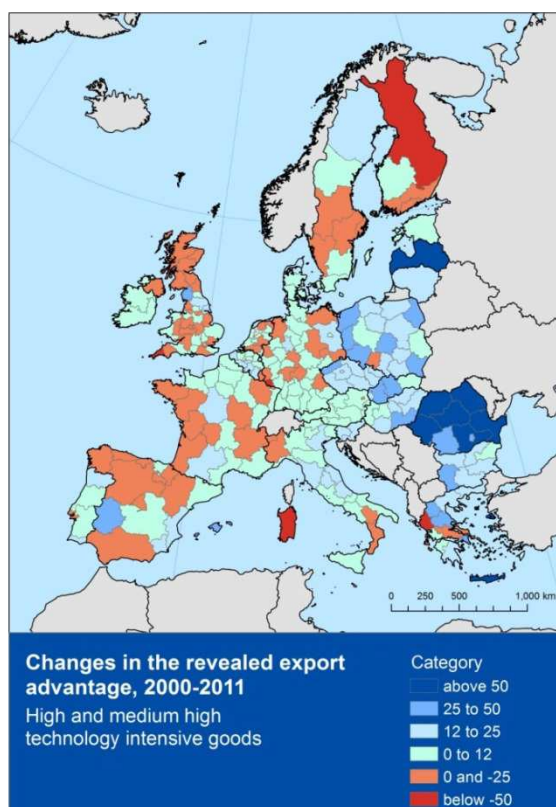 0 250 500 1,000 km
Changes in the revealed export
advantage, 2000-2011
High and medium high
technology intensive goods
Category
above 50
25 to 50
12 to 25
0 to 12
0 and -25
below -50